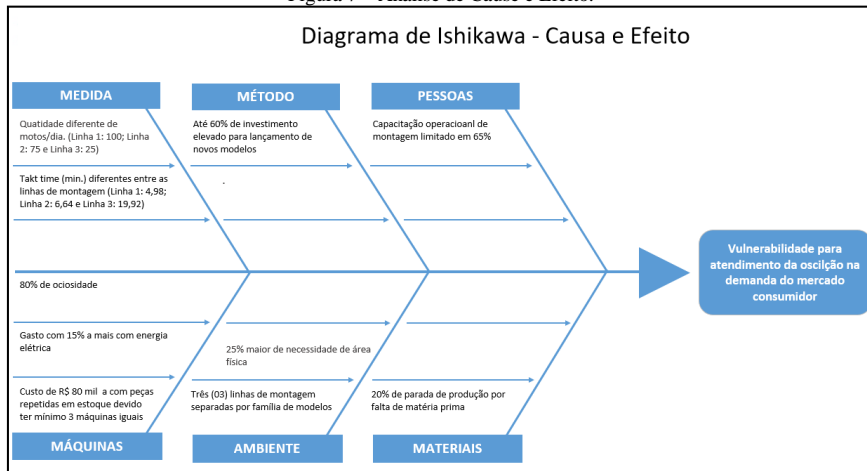 Figura 7 – Análise de Causa e Efeito.
Diagrama de Ishikawa - Causa e Efeito
MEDIDA
MÉTODO
PESSOAS
Quatidade diferente de
motos/dia. (Linha 1: 100; Linha
2: 75 e Linha 3: 25)
Até 60% de investimento
elevado para lançamento de
novos modelos
Capacitação operacioanl de
montagem limitado em 65%
Takt time (min.) diferentes entre as
linhas de montagem (Linha 1: 4,98;
Linha 2: 6,64 e Linha 3: 19,92)
.
Vulnerabilidade para
atendimento da oscilção na
demanda do mercado
consumidor
80% de ociosidade
Gasto com 15% a mais com energia
elétrica
25% maior de necessidade de área
física
Custo de R$ 80 mil a com peças
repetidas em estoque devido
ter mínimo 3 máquinas iguais
Três (03) linhas de montagem
separadas por família de modelos
20% de parada de produção por
falta de matéria prima
MÁQUINAS
AMBIENTE
MATERIAIS